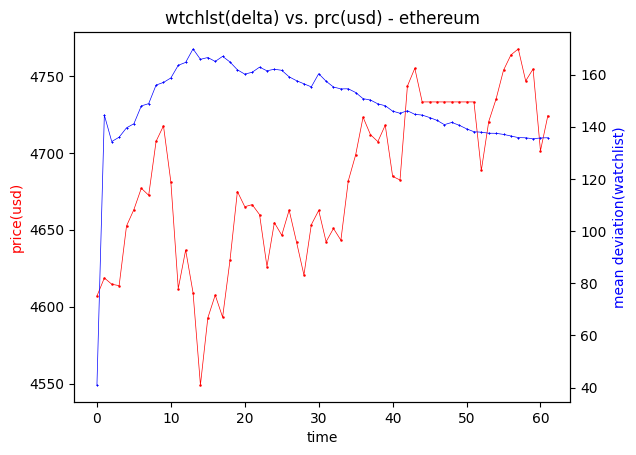 wtchlst(delta) vs. prc(usd) - ethereum
price(usd)
4750
4700
4650
4600
4550
160
140
120
100
80
60
40
mean deviation(watchlist)
0 10 20 30 40 50 60
time